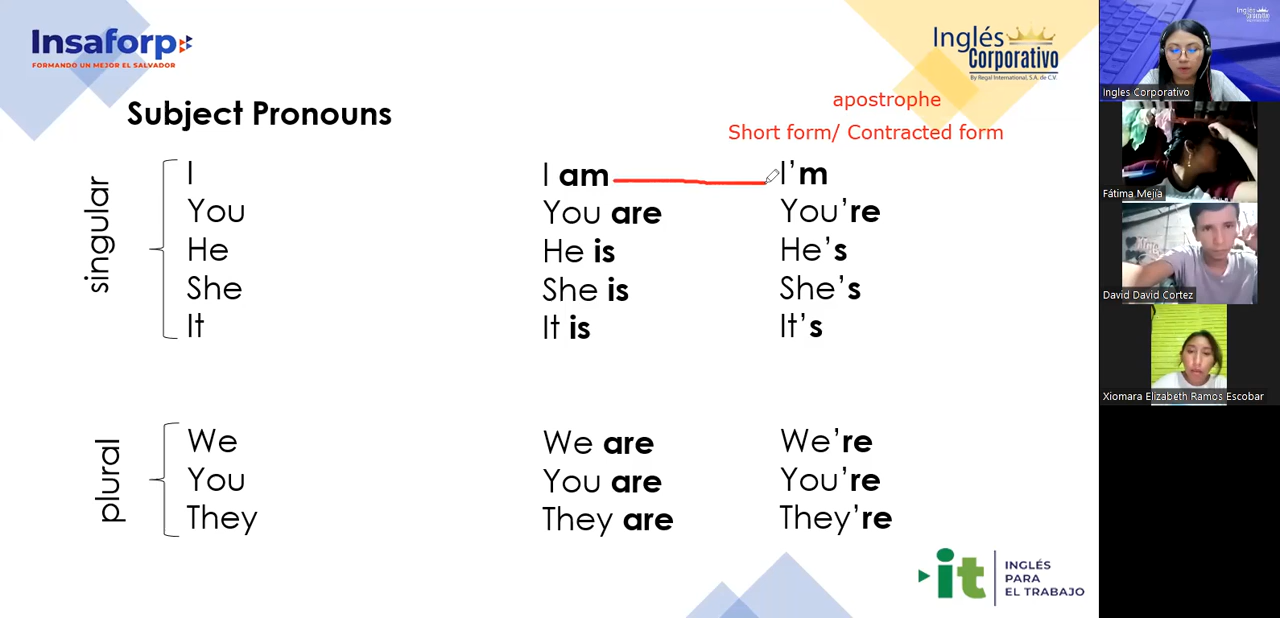 Insaforp
FORMANDO UN MEJOR EL SALVADOR
Inglés
Corporativo
By Regal International, S.A. de C.V.
apostrophe
Short form/ Contracted form
Subject Pronouns
singular
I
You
He
She
It
I am
You are
He is
She is
It is
I’m
You’re
He’s
She’s
It’s
plural
We
You
They
We are
You are
They are
We’re
You’re
They’re
it
INGLÉS
PARA
EL TRABAJO
Ingles Corporativo
Fátima Mejía
David David Cortez
Xiomara Elizabeth Ramos Escobar